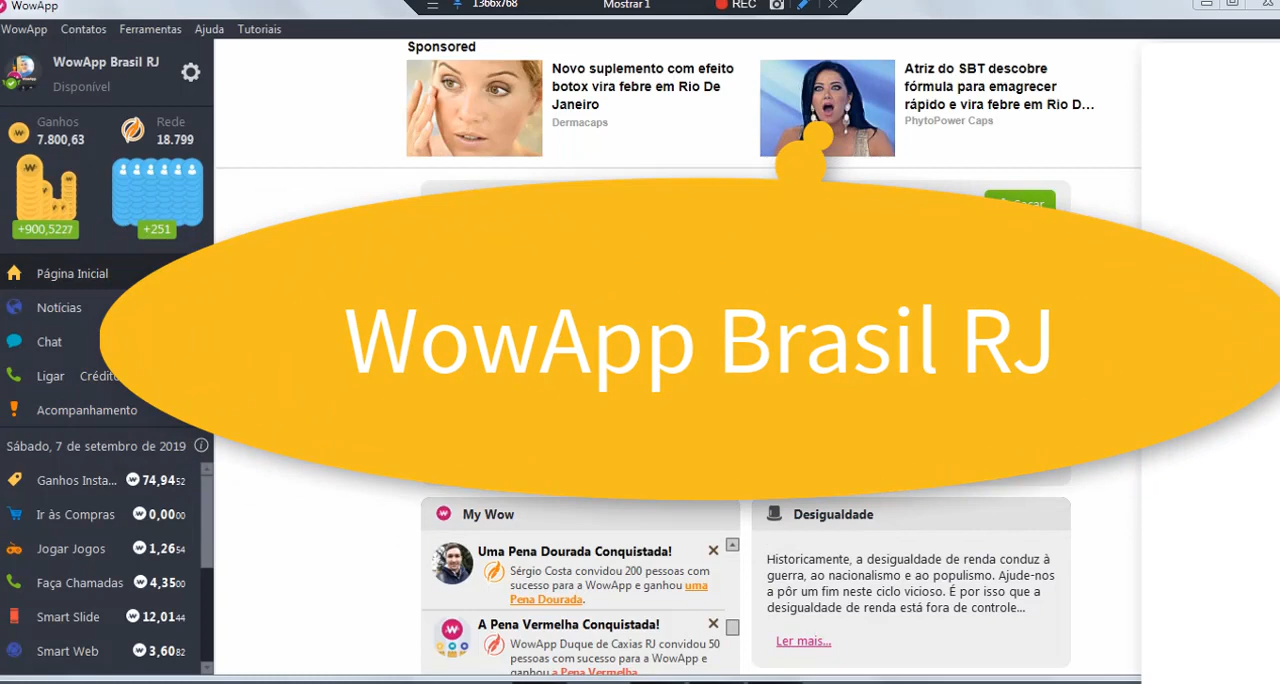 WowApp
1366x768
Mostrar 1
REC
WowApp Contatos Ferramentas Ajuda Tutoriais
WowApp Brasil RJ
Disponível
Ganhos
7.800,63
Rede
18.799
+900,5227
+251
Página Inicial
Notícias
Chat
Ligar
Acompanhamento
Sábado, 7 de setembro de 2019
Ganhos Insta... 74,9452
Ir às Compras 0,0000
Jogar Jogos 1,2654
Faça Chamadas 4,3500
Smart Slide 12,0144
Smart Web 3,6082
Sponsored
Novo suplemento com efeito
botox vira febre em Rio De
Janeiro
Dermacaps
Atriz do SBT descobre
fórmula para emagrecer
rápido e vira febre em Rio D...
PhytoPower Caps
WowApp Brasil RJ
My Wow
Uma Pena Dourada Conquistada!
Sérgio Costa convidou 200 pessoas com
sucesso para a WowApp e ganhou uma
Pena Dourada.
A Pena Vermelha Conquistada!
WowApp Duque de Caxias RJ convidou 50
pessoas com sucesso para a WowApp e
ganhou a Pena Vermelha
Desigualdade
Historicamente, a desigualdade de renda conduz à
guerra, ao nacionalismo e ao populismo. Ajude-nos
a pôr um fim neste ciclo vicioso. É por isso que a
desigualdade de renda está fora de controle...
Ler mais...